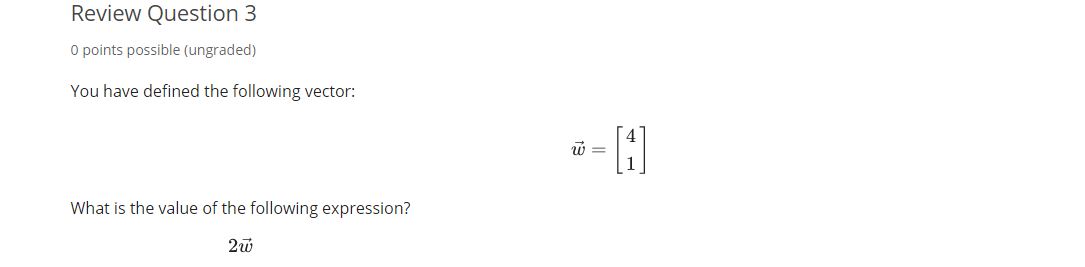 Review Question 3
0 points possible (ungraded)
You have defined the following vector:
$\vec{w} = \begin{bmatrix} 4 \\ 1 \end{bmatrix}$
What is the value of the following expression?
$2\vec{w}$